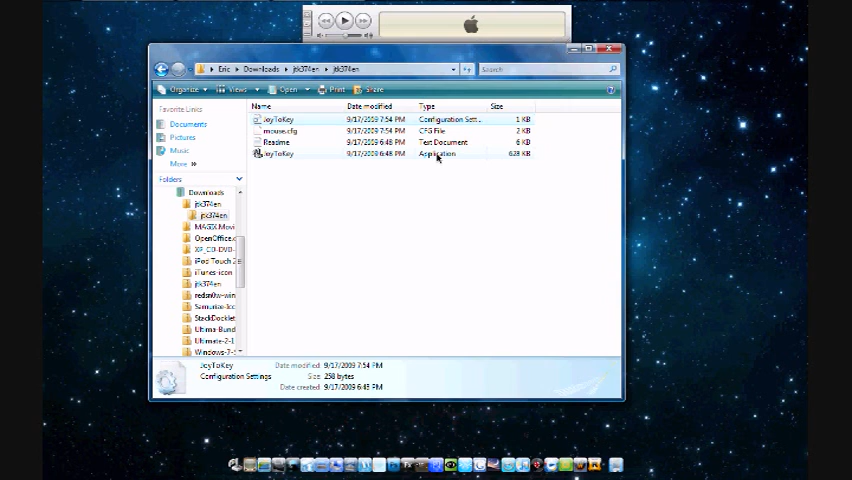 Eric Downloads jtk374en jtk374en
Search
Organize Views Open Print Share
Favorite Links
Documents
Pictures
Music
More »
Folders
Downloads
jtk374en
jtk374en
MAGIX.Movi
OpenOffice.c
XP_CD-DVD-
iPod Touch 2
iTunes-icon
jtk374en
redsn0w-win
Samurize-Ico
StackDocklet
Ultima-Bund
Ultimate-2-1
Windows-7-
Name Date modified Type Size
JoyToKey 9/17/2009 7:54 PM Configuration Sett... 1 KB
mouse.cfg 9/17/2009 7:54 PM CFG File 2 KB
Readme 9/17/2009 6:48 PM Text Document 6 KB
JoyToKey 9/17/2009 6:48 PM Application 628 KB
JoyToKey Date modified: 9/17/2009 7:54 PM
Configuration Settings Size: 258 bytes
Date created: 9/17/2009 6:43 PM